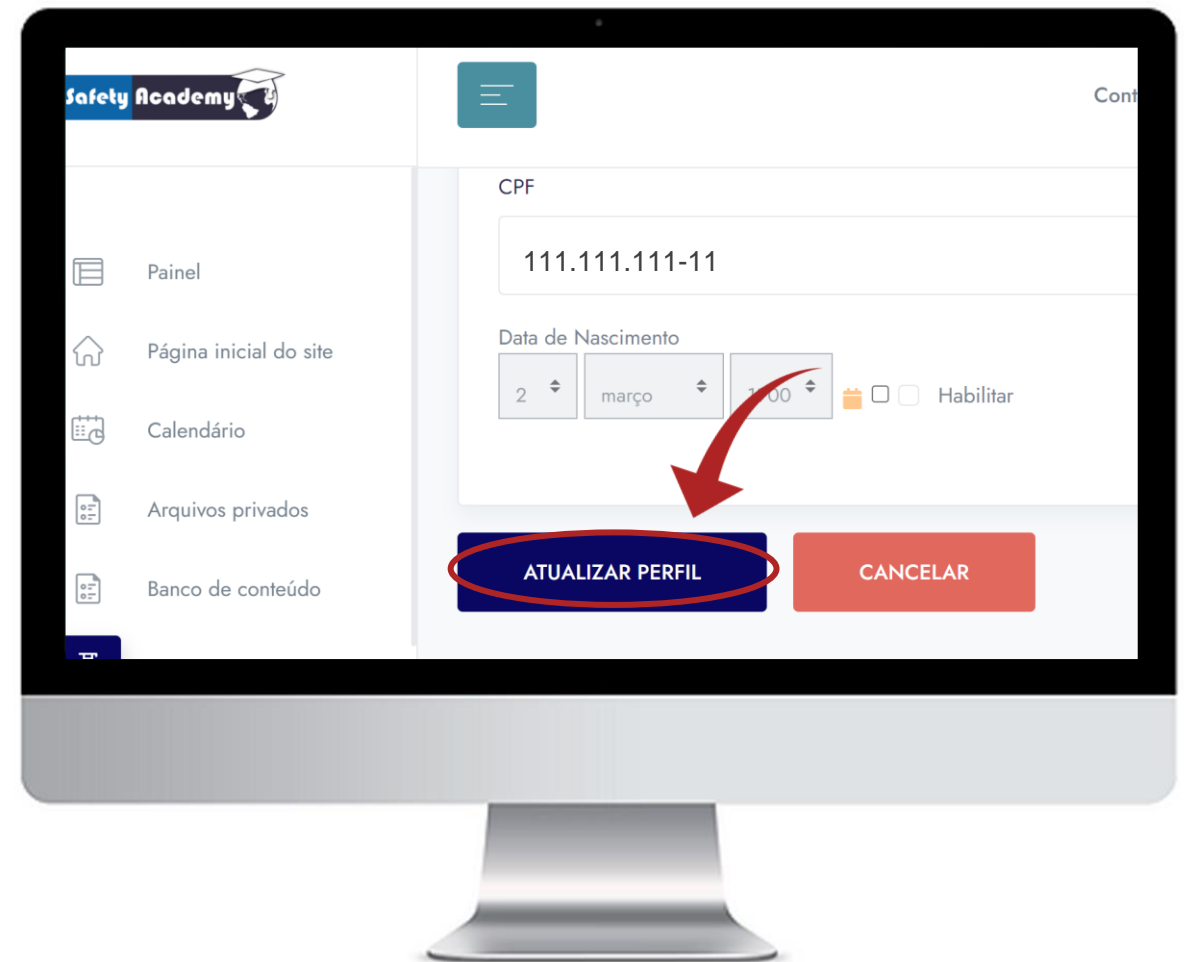 Safety Academy
Cont
CPF
111.111.111-11
Painel
Página inicial do site
Calendário
Arquivos privados
Banco de conteúdo
Data de Nascimento
2
março
Habilitar
ATUALIZAR PERFIL
CANCELAR